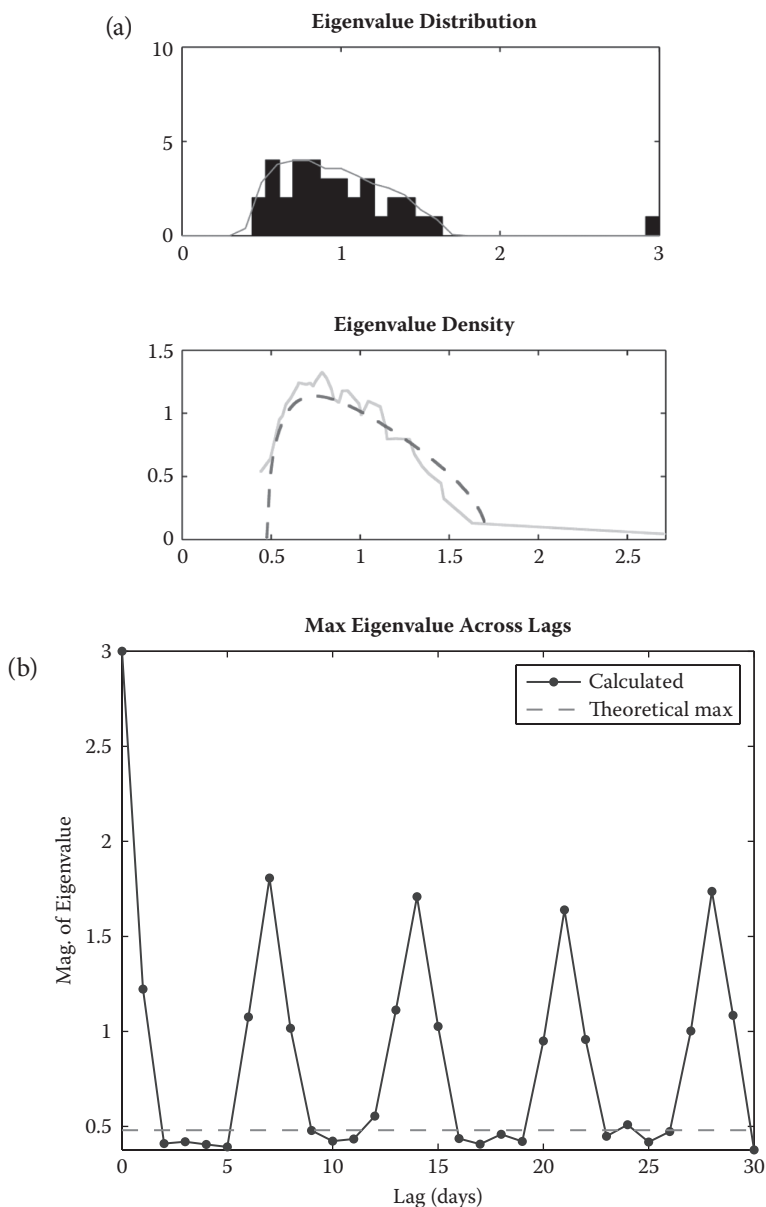 (a)
Eigenvalue Distribution
10
5
0
0 1 2 3
Eigenvalue Density
1.5
1
0.5
0
0 0.5 1 1.5 2 2.5
(b)
Max Eigenvalue Across Lags
3
2.5
2
1.5
1
0.5
Mag. of Eigenvalue
Calculated
Theoretical max
0 5 10 15 20 25 30
Lag (days)